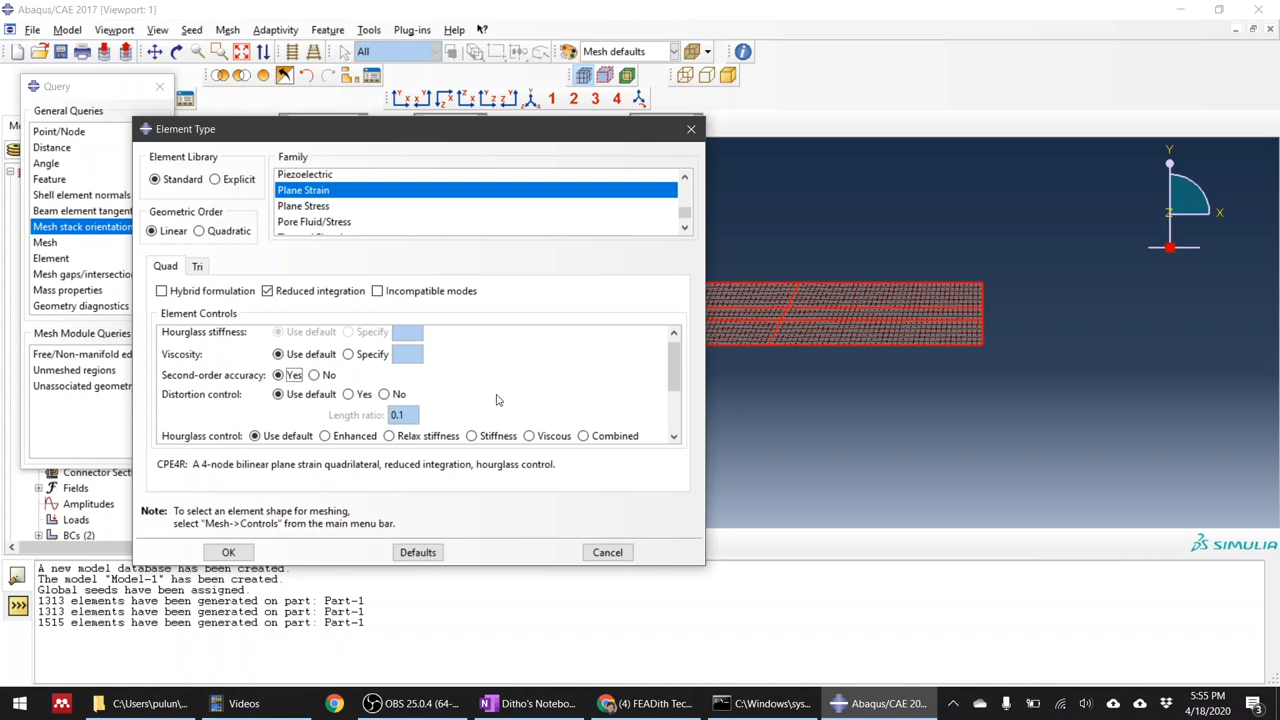 Abaqus/CAE 2017 [Viewport: 1]
File Model Viewport View Seed Mesh Adaptivity Feature Tools Plug-ins Help
All
Mesh defaults
1 2 3 4
Query
General Queries
Point/Node
Distance
Angle
Feature
Shell element normals
Beam element tangent
Mesh stack orientation
Mesh
Element
Mesh gaps/intersectio
Mass properties
Geometry diagnostics
Mesh Module Queries
Free/Non-manifold ed
Unmeshed regions
Unassociated geometr
Connector Sect
Fields
Amplitudes
Loads
BCs (2)
Element Type
Element Library
Standard Explicit
Geometric Order
Linear Quadratic
Family
Piezoelectric
Plane Strain
Plane Stress
Pore Fluid/Stress
Quad Tri
Hybrid formulation Reduced integration Incompatible modes
Element Controls
Hourglass stiffness: Use default Specify
Viscosity: Use default Specify
Second-order accuracy: Yes No
Distortion control: Use default Yes No
Length ratio: 0.1
Hourglass control: Use default Enhanced Relax stiffness Stiffness Viscous Combined
CPE4R: A 4-node bilinear plane strain quadrilateral, reduced integration, hourglass control.
Note: To select an element shape for meshing,
select "Mesh->Controls" from the main menu bar.
OK Defaults Cancel
Y
Z X
SIMULIA
A new model database has been created.
The model "Model-1" has been created.
Global seeds have been assigned.
1313 elements have been generated on part: Part-1
1313 elements have been generated on part: Part-1
1515 elements have been generated on part: Part-1
C:\Users\pulun\...
Videos
OBS 25.0.4 (64-...
Ditho's Notebo...
(4) FEADith Tec...
C:\Windows\sys...
Abaqus/CAE 20...
5:55 PM
4/18/2020
3